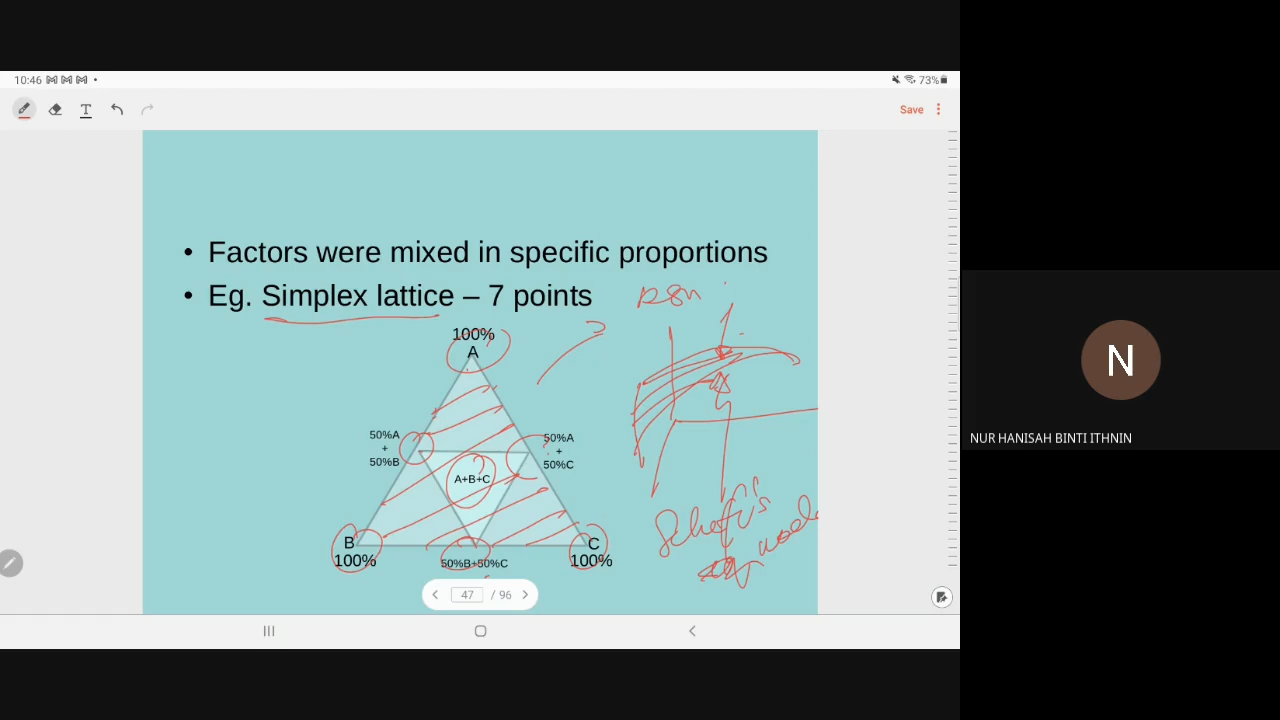 10:46
73%
T
Save
• Factors were mixed in specific proportions
• Eg. Simplex lattice – 7 points
RSM
100%
A
50%A
+
50%B
50%A
+
50%C
A+B+C
B
100%
50%B+50%C
C
100%
47 / 96
N
NUR HANISAH BINTI ITHNIN